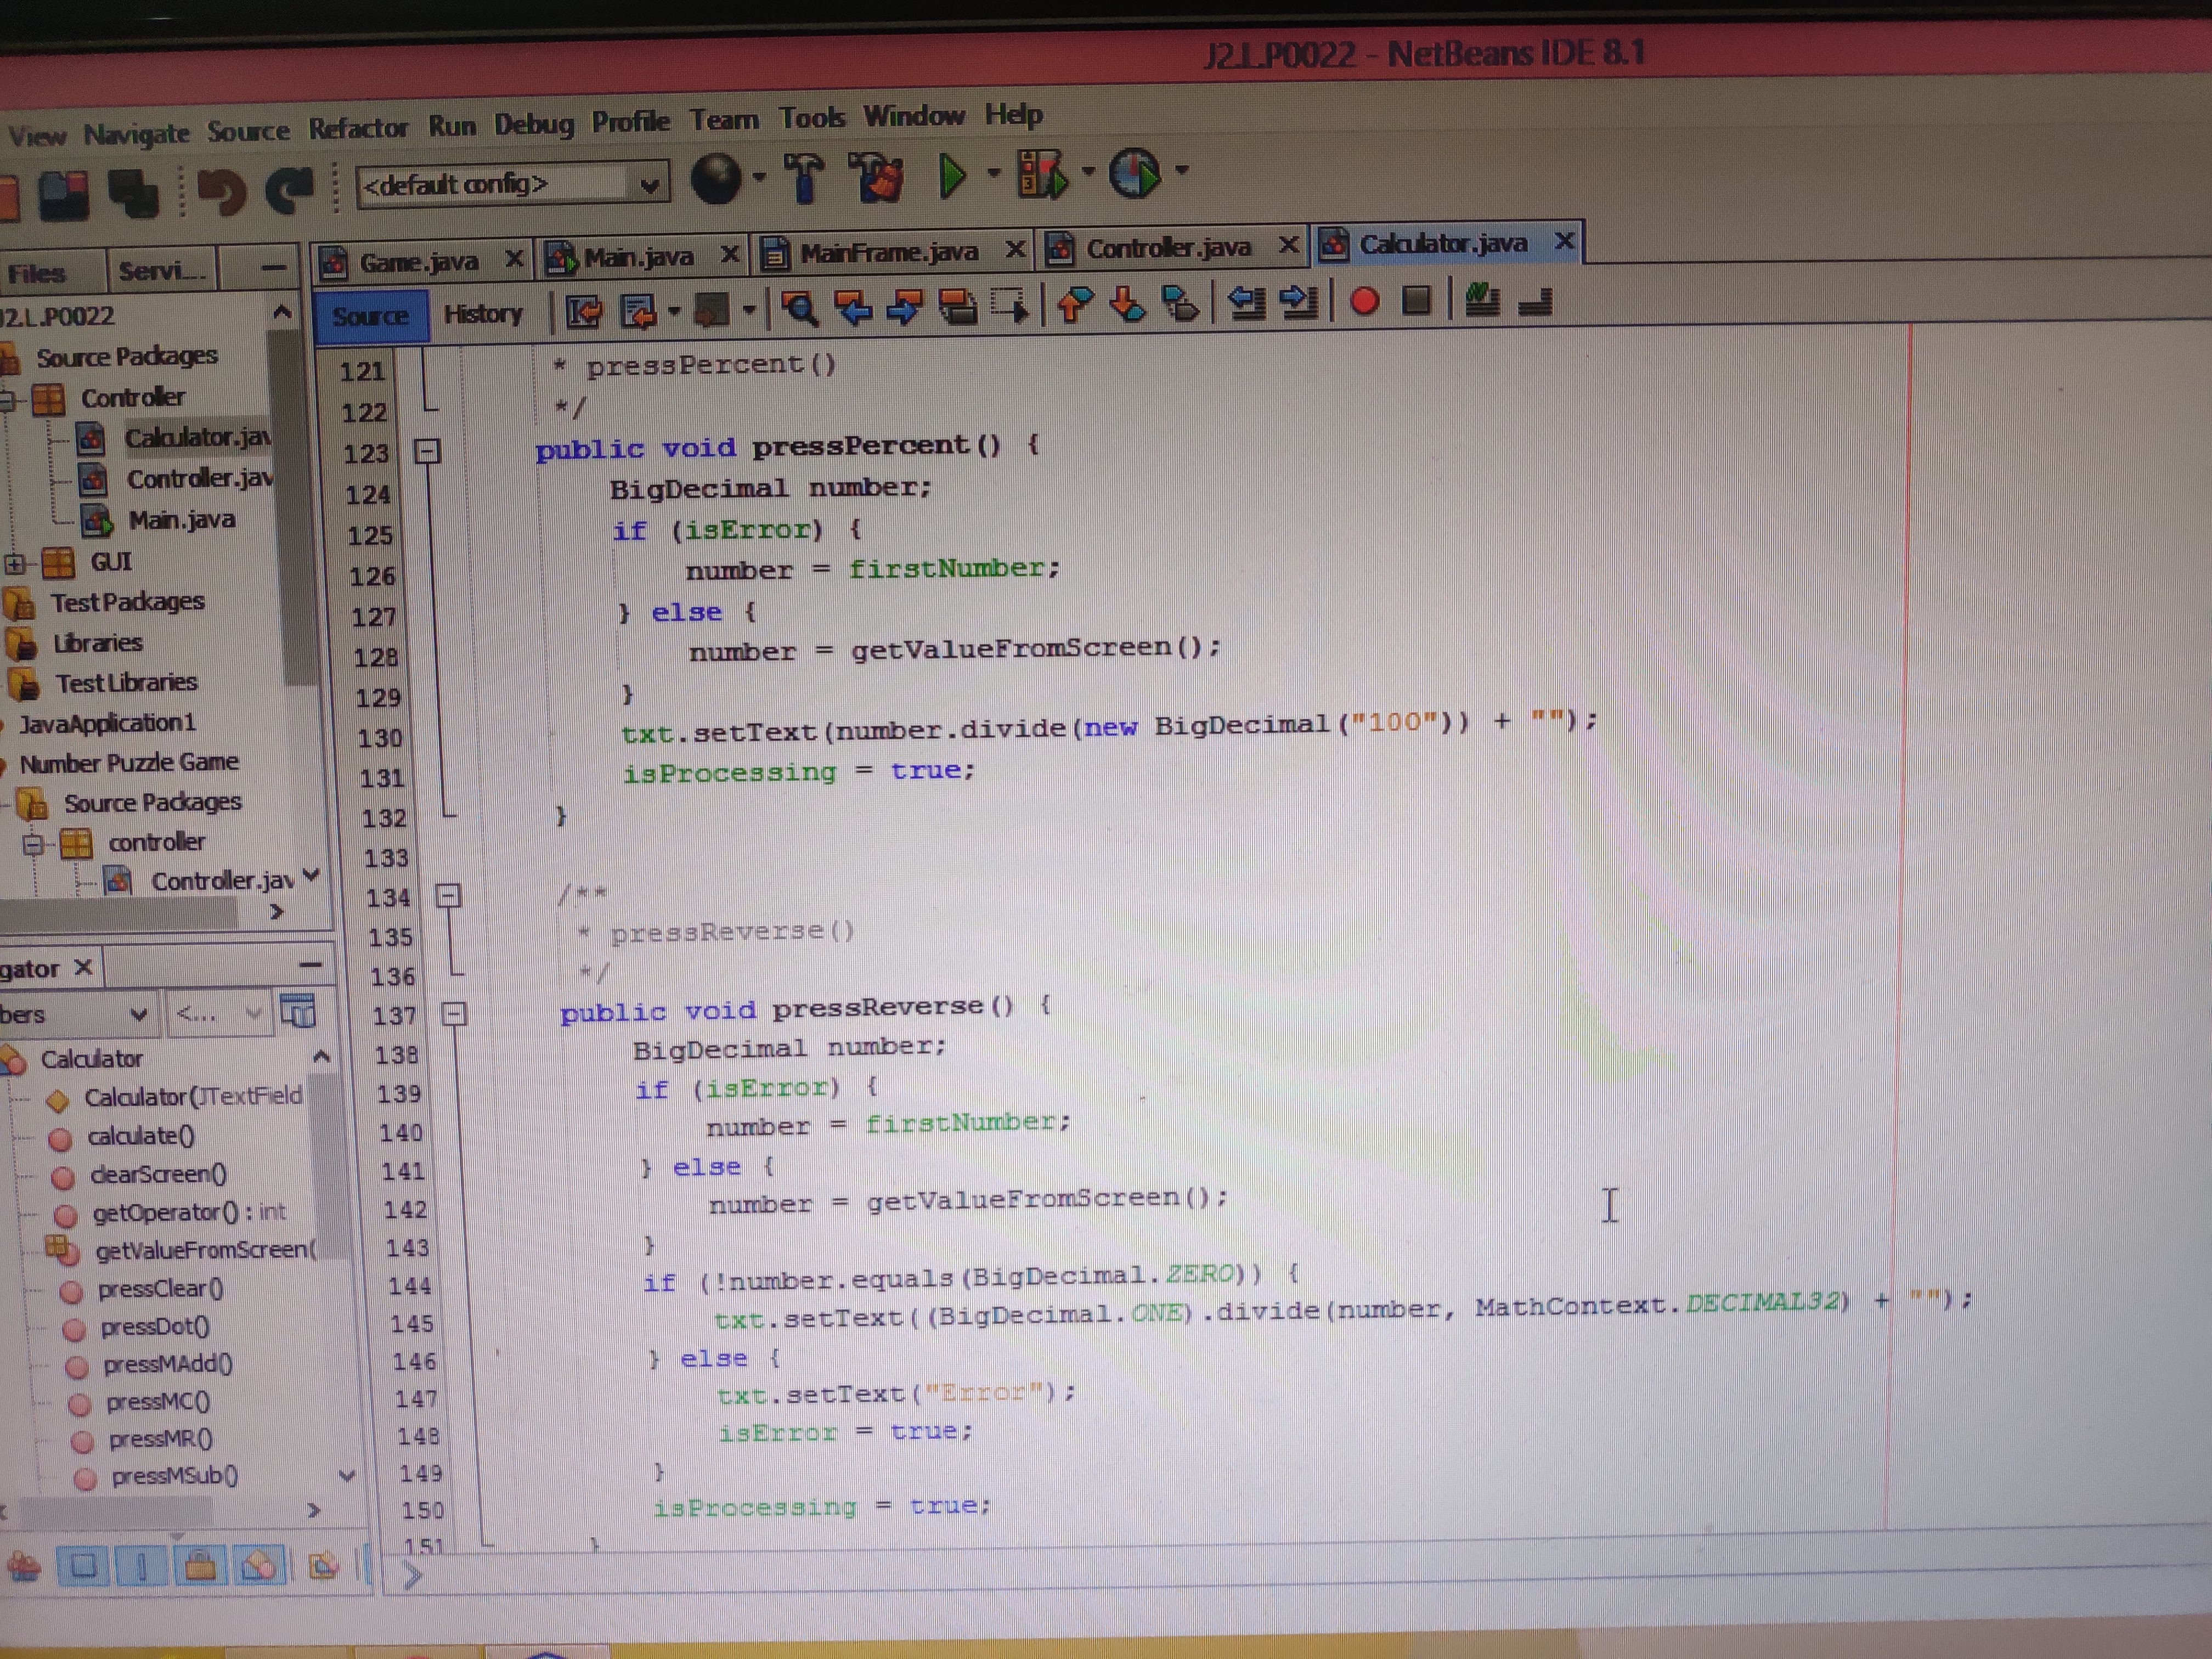 J2.L.P0022 - NetBeans IDE 8.1
View Navigate Source Refactor Run Debug Profile Team Tools Window Help
<default config>
Files Servi...
Game.java Main.java MainFrame.java Controller.java Calculator.java
Source History
J2.L.P0022
Source Packages
Controller
Calculator.jav
Controller.jav
Main.java
GUI
Test Packages
Libraries
Test Libraries
JavaApplication1
Number Puzzle Game
Source Packages
controller
Controller.jav
gator
bers <...
Calculator
Calculator(JTextField
calculate()
clearScreen()
getOperator() : int
getValueFromScreen(
pressClear()
pressDot()
pressMAdd()
pressMC()
pressMR()
pressMSub()
121 * pressPercent()
122 */
123 public void pressPercent() {
124 BigDecimal number;
125 if (isError) {
126 number = firstNumber;
127 } else {
128 number = getValueFromScreen();
129 }
130 txt.setText(number.divide(new BigDecimal("100")) + "");
131 isProcessing = true;
132 }
133
134 /**
135 * pressReverse()
136 */
137 public void pressReverse() {
138 BigDecimal number;
139 if (isError) {
140 number = firstNumber;
141 } else {
142 number = getValueFromScreen();
143 }
144 if (!number.equals(BigDecimal.ZERO)) {
145 txt.setText((BigDecimal.ONE).divide(number, MathContext.DECIMAL32) + "");
146 } else {
147 txt.setText("Error");
148 isError = true;
149 }
150 isProcessing = true;
151 }